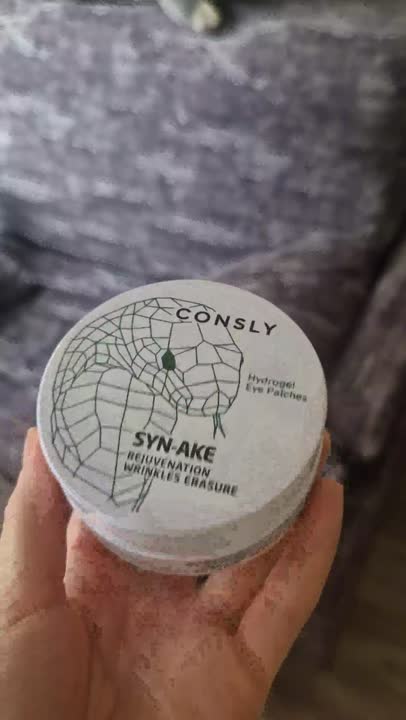 CONSLY
Hydrogel
Eye Patches
SYN-AKE
REJUVENATION
WRINKLES ERASURE